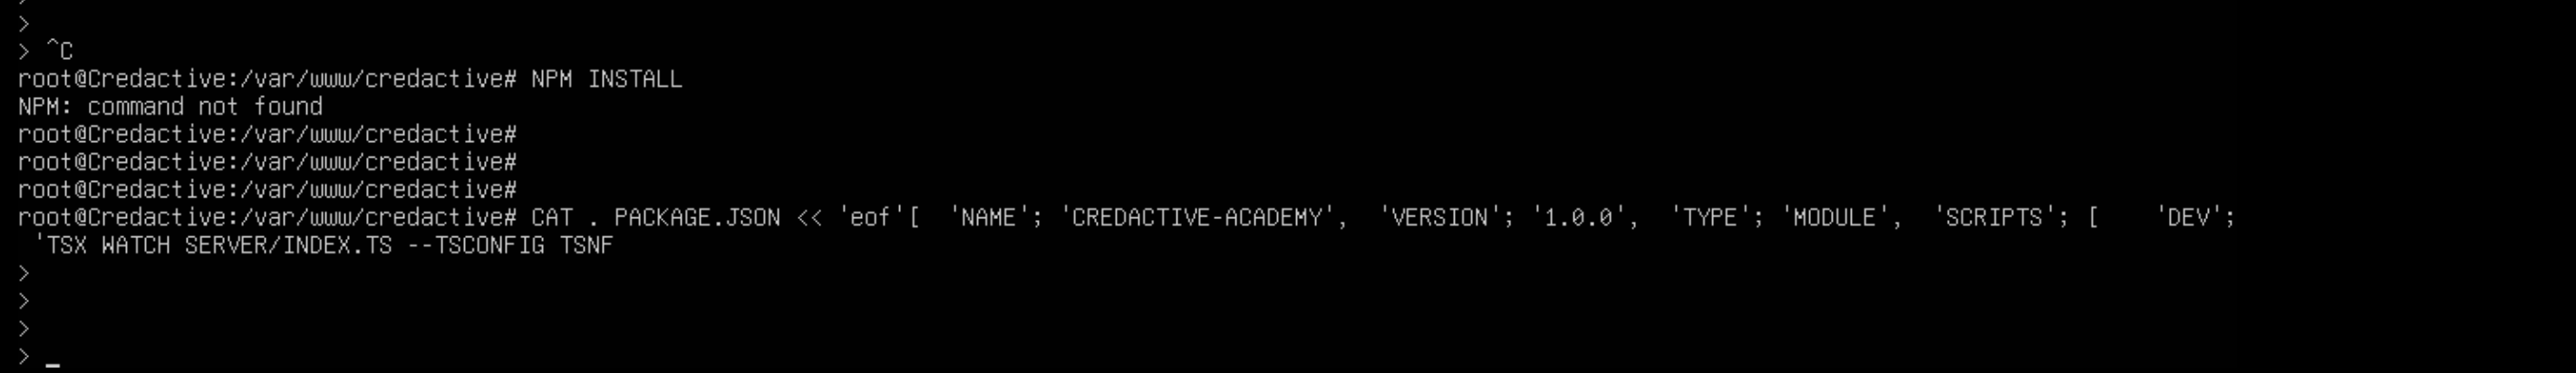 >
> ^C
root@Credactive:/var/www/credactive# NPM INSTALL
NPM: command not found
root@Credactive:/var/www/credactive#
root@Credactive:/var/www/credactive#
root@Credactive:/var/www/credactive#
root@Credactive:/var/www/credactive# CAT . PACKAGE.JSON << 'eof'[  'NAME'; 'CREDACTIVE-ACADEMY',  'VERSION'; '1.0.0',  'TYPE'; 'MODULE',  'SCRIPTS'; [    'DEV';
 'TSX WATCH SERVER/INDEX.TS --TSCONFIG TSNF
>
>
>
> _